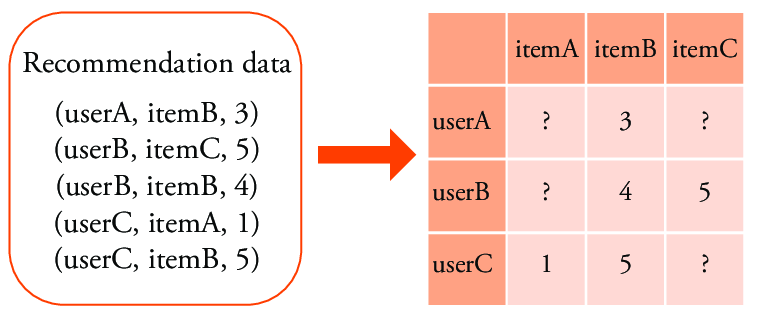 Recommendation data
(userA, itemB, 3)
(userB, itemC, 5)
(userB, itemB, 4)
(userC, itemA, 1)
(userC, itemB, 5)
itemA itemB itemC
userA ? 3 ?
userB ? 4 5
userC 1 5 ?